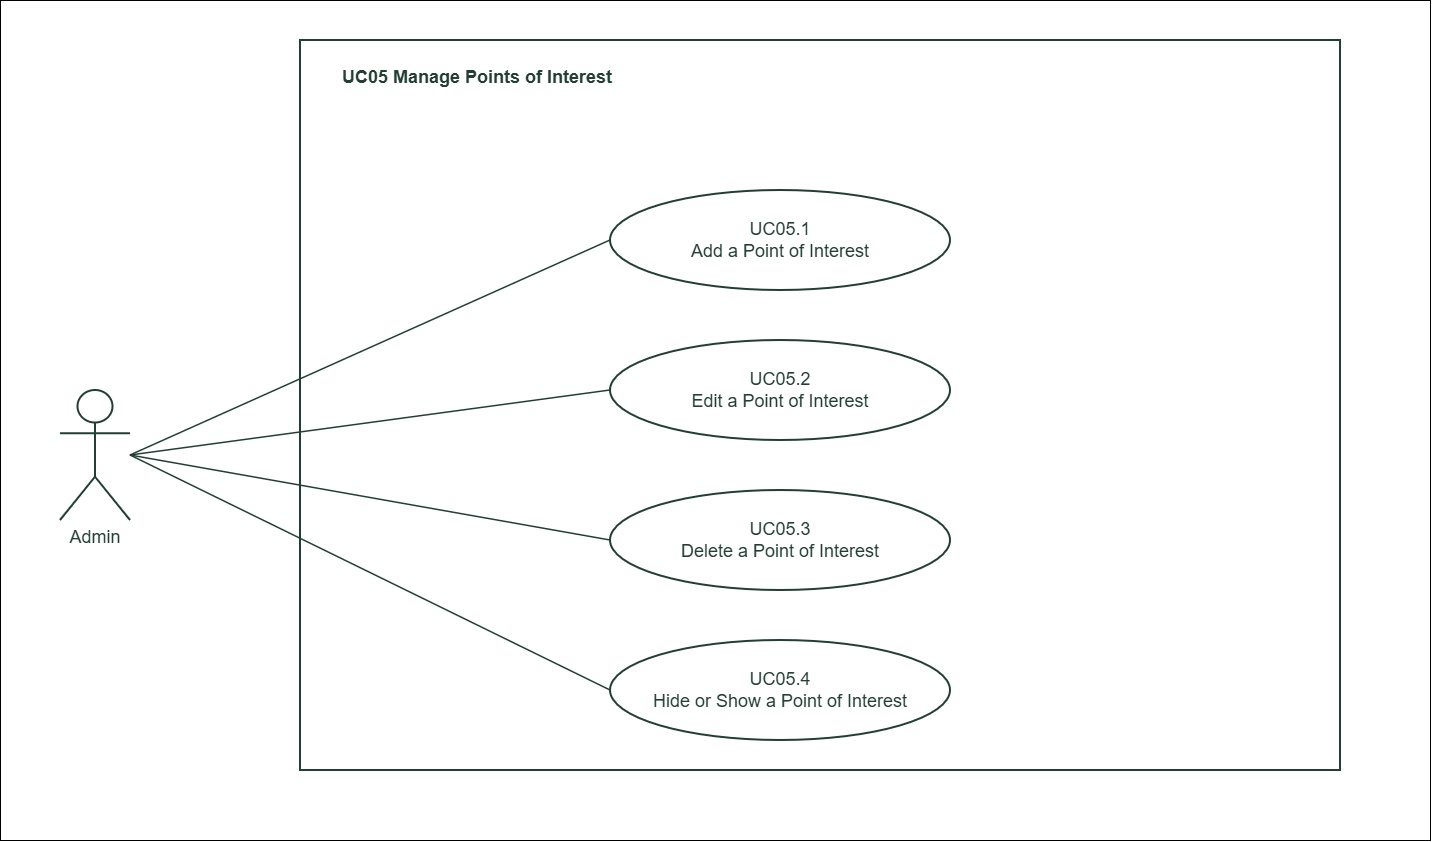 UC05 Manage Points of Interest
UC05.1
Add a Point of Interest
UC05.2
Edit a Point of Interest
UC05.3
Delete a Point of Interest
Admin
UC05.4
Hide or Show a Point of Interest